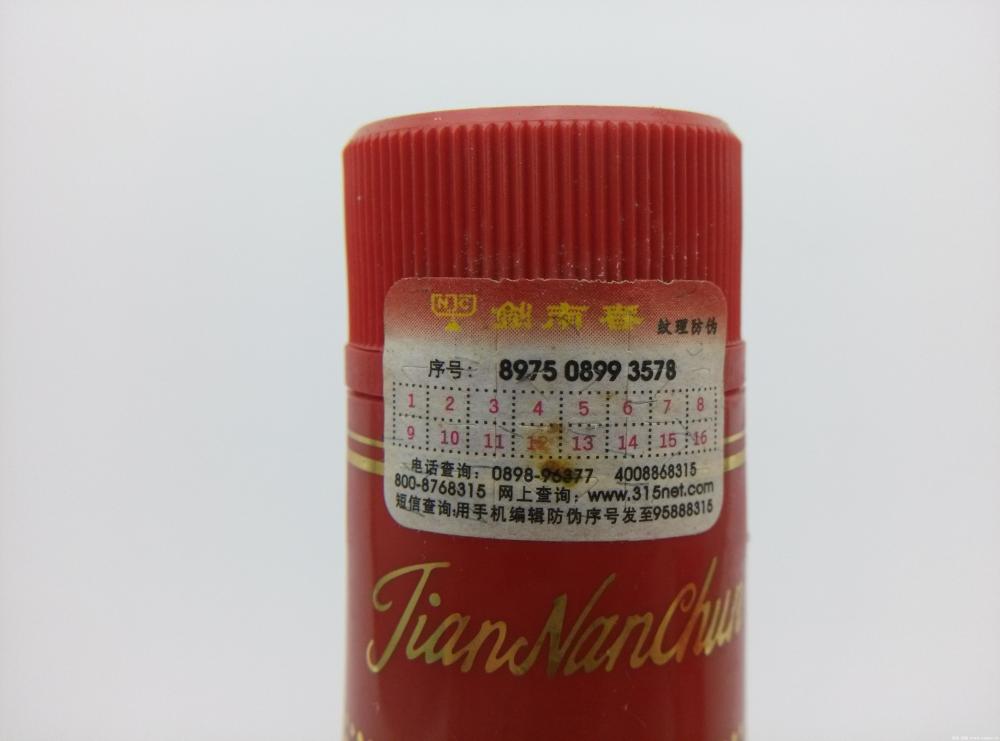 NJC 劍南春 纹理防伪
序号: 8975 0899 3578
1 2 3 4 5 6 7 8
9 10 11 12 13 14 15 16
电话查询: 0898-96377 4008868315
800-8768315 网上查询: www.315net.com
短信查询:用手机编辑防伪序号发至95888315
JianNanChun